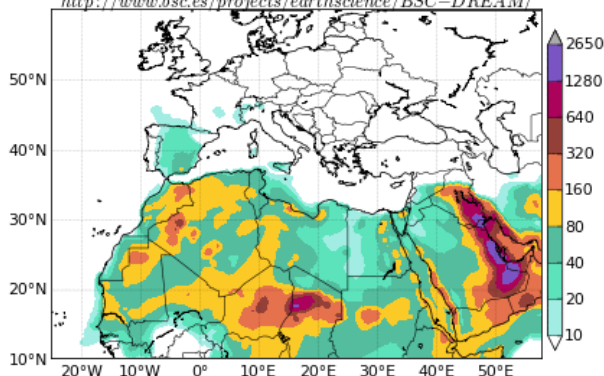 http://www.bsc.es/projects/earthscience/BSC-DREAM/
50°N
40°N
30°N
20°N
10°N
20°W 10°W 0° 10°E 20°E 30°E 40°E 50°E
2650
1280
640
320
160
80
40
20
10